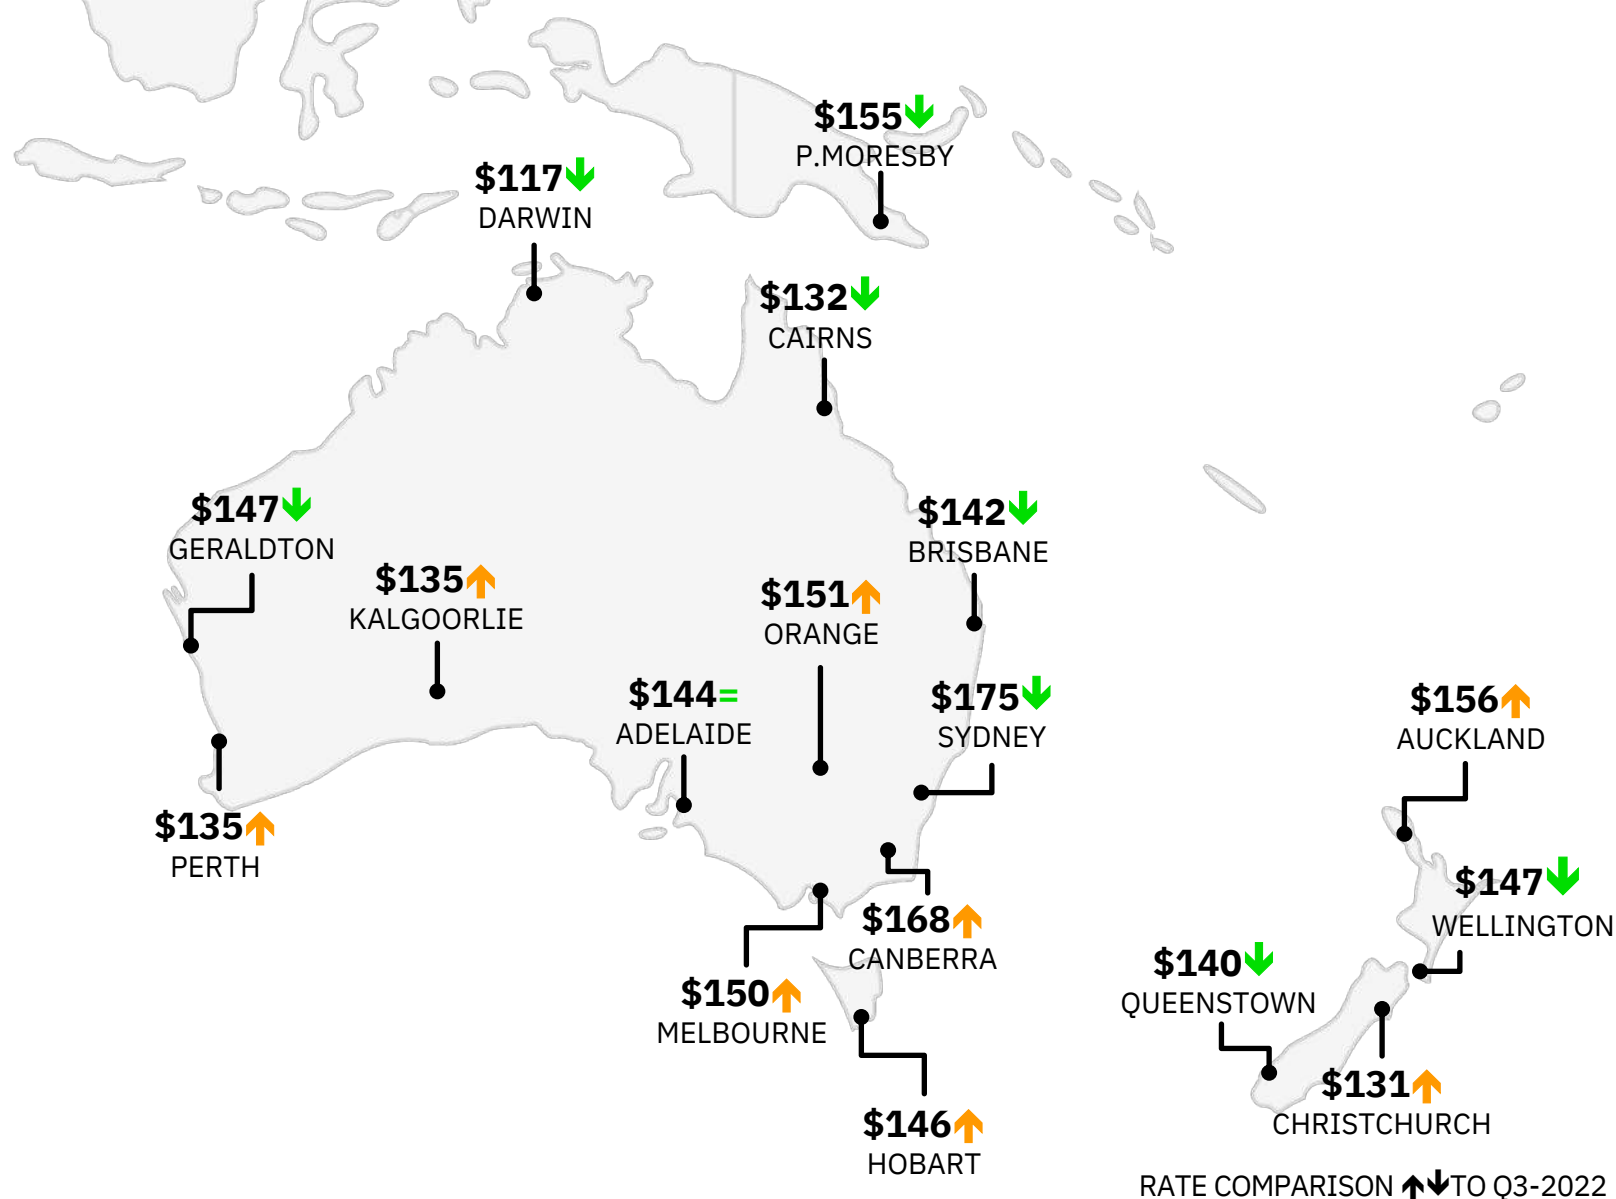 $155↓
P.MORESBY
$117↓
DARWIN
$132↓
CAIRNS
$147↓
GERALDTON
$142↓
BRISBANE
$135↑
KALGOORLIE
$151↑
ORANGE
$144=
ADELAIDE
$175↓
SYDNEY
$156↑
AUCKLAND
$135↑
PERTH
$147↓
WELLINGTON
$168↑
CANBERRA
$140↓
QUEENSTOWN
$150↑
MELBOURNE
$131↑
CHRISTCHURCH
$146↑
HOBART
RATE COMPARISON ↑↓TO Q3-2022